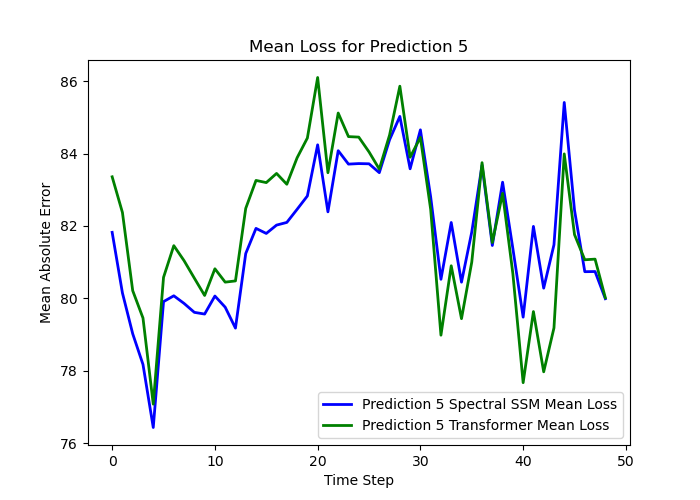 Mean Loss for Prediction 5
Mean Absolute Error
86
84
82
80
78
76
Prediction 5 Spectral SSM Mean Loss
Prediction 5 Transformer Mean Loss
0
10
20
30
40
50
Time Step